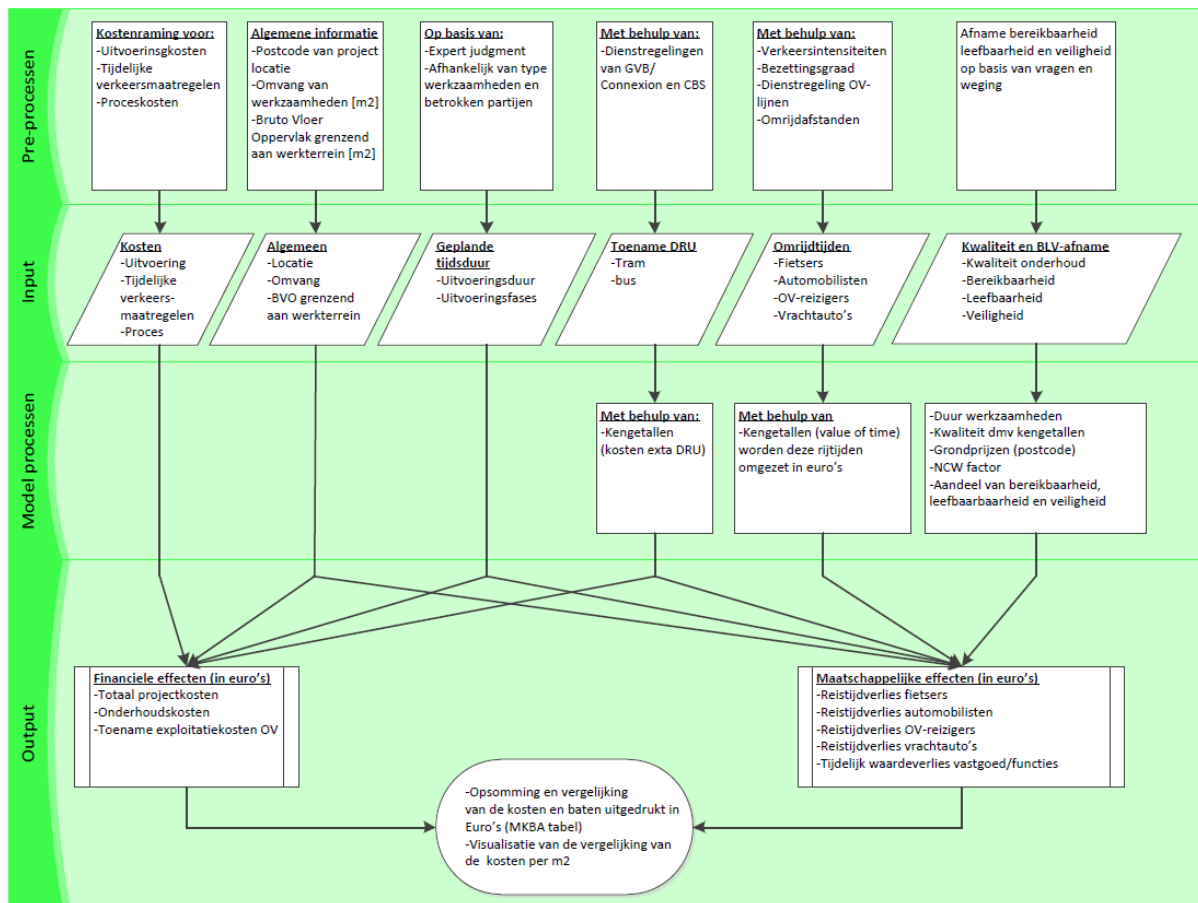 Pre-processen
Kostenraming voor:
-Uitvoerinsgkosten
-Tijdelijke
verkeersmaatregelen
-Proceskosten
Algemene informatie
-Postcode van project
locatie
-Omvang van
werkzaamheden [m2]
-Bruto Vloer
Oppervlak grenzend
aan werkterrein [m2]
Op basis van:
-Expert judgment
-Afhankelijk van type
werkzaamheden en
betrokken partijen
Met behulp van:
-Dienstregelingen
van GVB/
Connexion en CBS
Met behulp van:
-Verkeersintensiteiten
-Bezettingsgraad
-Dienstregeling OV-
lijnen
-Omrijdafstanden
Afname bereikbaarheid
leefbaarheid en veiligheid
op basis van vragen en
weging
Input
Kosten
-Uitvoering
-Tijdelijke
verkeers-
maatregelen
-Proces
Algemeen
-Locatie
-Omvang
-BVO grenzend
aan werkterrein
Geplande
tijdsduur
-Uitvoeringsduur
-Uitvoeringsfases
Toename DRU
-Tram
-bus
Omrijdtijden
-Fietsers
-Automobilisten
-OV-reizigers
-Vrachtauto's
Kwaliteit en BLV-afname
-Kwaliteit onderhoud
-Bereikbaarheid
-Leefbaarheid
-Veiligheid
Model processen
Met behulp van:
-Kengetallen
(kosten exta DRU)
Met behulp van
-Kengetallen (value of time)
worden deze rijtijden
omgezet in euro's
-Duur werkzaamheden
-Kwaliteit dmv kengetallen
-Grondprijzen (postcode)
-NCW factor
-Aandeel van bereikbaarheid,
leefbaarbaarheid en veiligheid
Output
Financiele effecten (in euro's)
-Totaal projectkosten
-Onderhoudskosten
-Toename exploitatiekosten OV
Maatschappelijke effecten (in euro's)
-Reistijdverlies fietsers
-Reistijdverlies automobilisten
-Reistijdverlies OV-reizigers
-Reistijdverlies vrachtauto's
-Tijdelijk waardeverlies vastgoed/functies
-Opsomming en vergelijking
van de kosten en baten uitgedrukt in
Euro's (MKBA tabel)
-Visualisatie van de vergelijking van
de kosten per m2